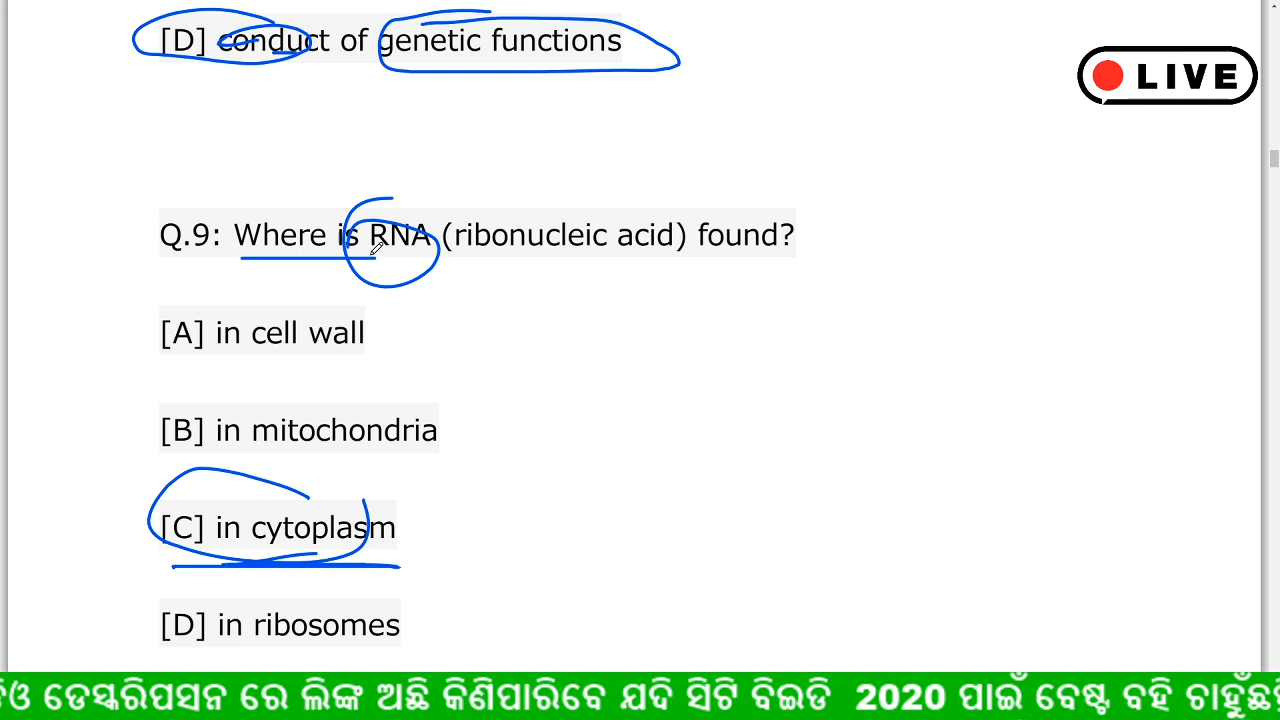 [D] conduct of genetic functions
LIVE
Q.9: Where is RNA (ribonucleic acid) found?
[A] in cell wall
[B] in mitochondria
[C] in cytoplasm
[D] in ribosomes
ଡେସ୍କରିପସନ ରେ ଲିଙ୍କ ଅଛି କିଣିପାରିବେ ଯଦି ସିଟି ବିଇଡି 2020 ପାଇଁ ବେଷ୍ଟ ବହି